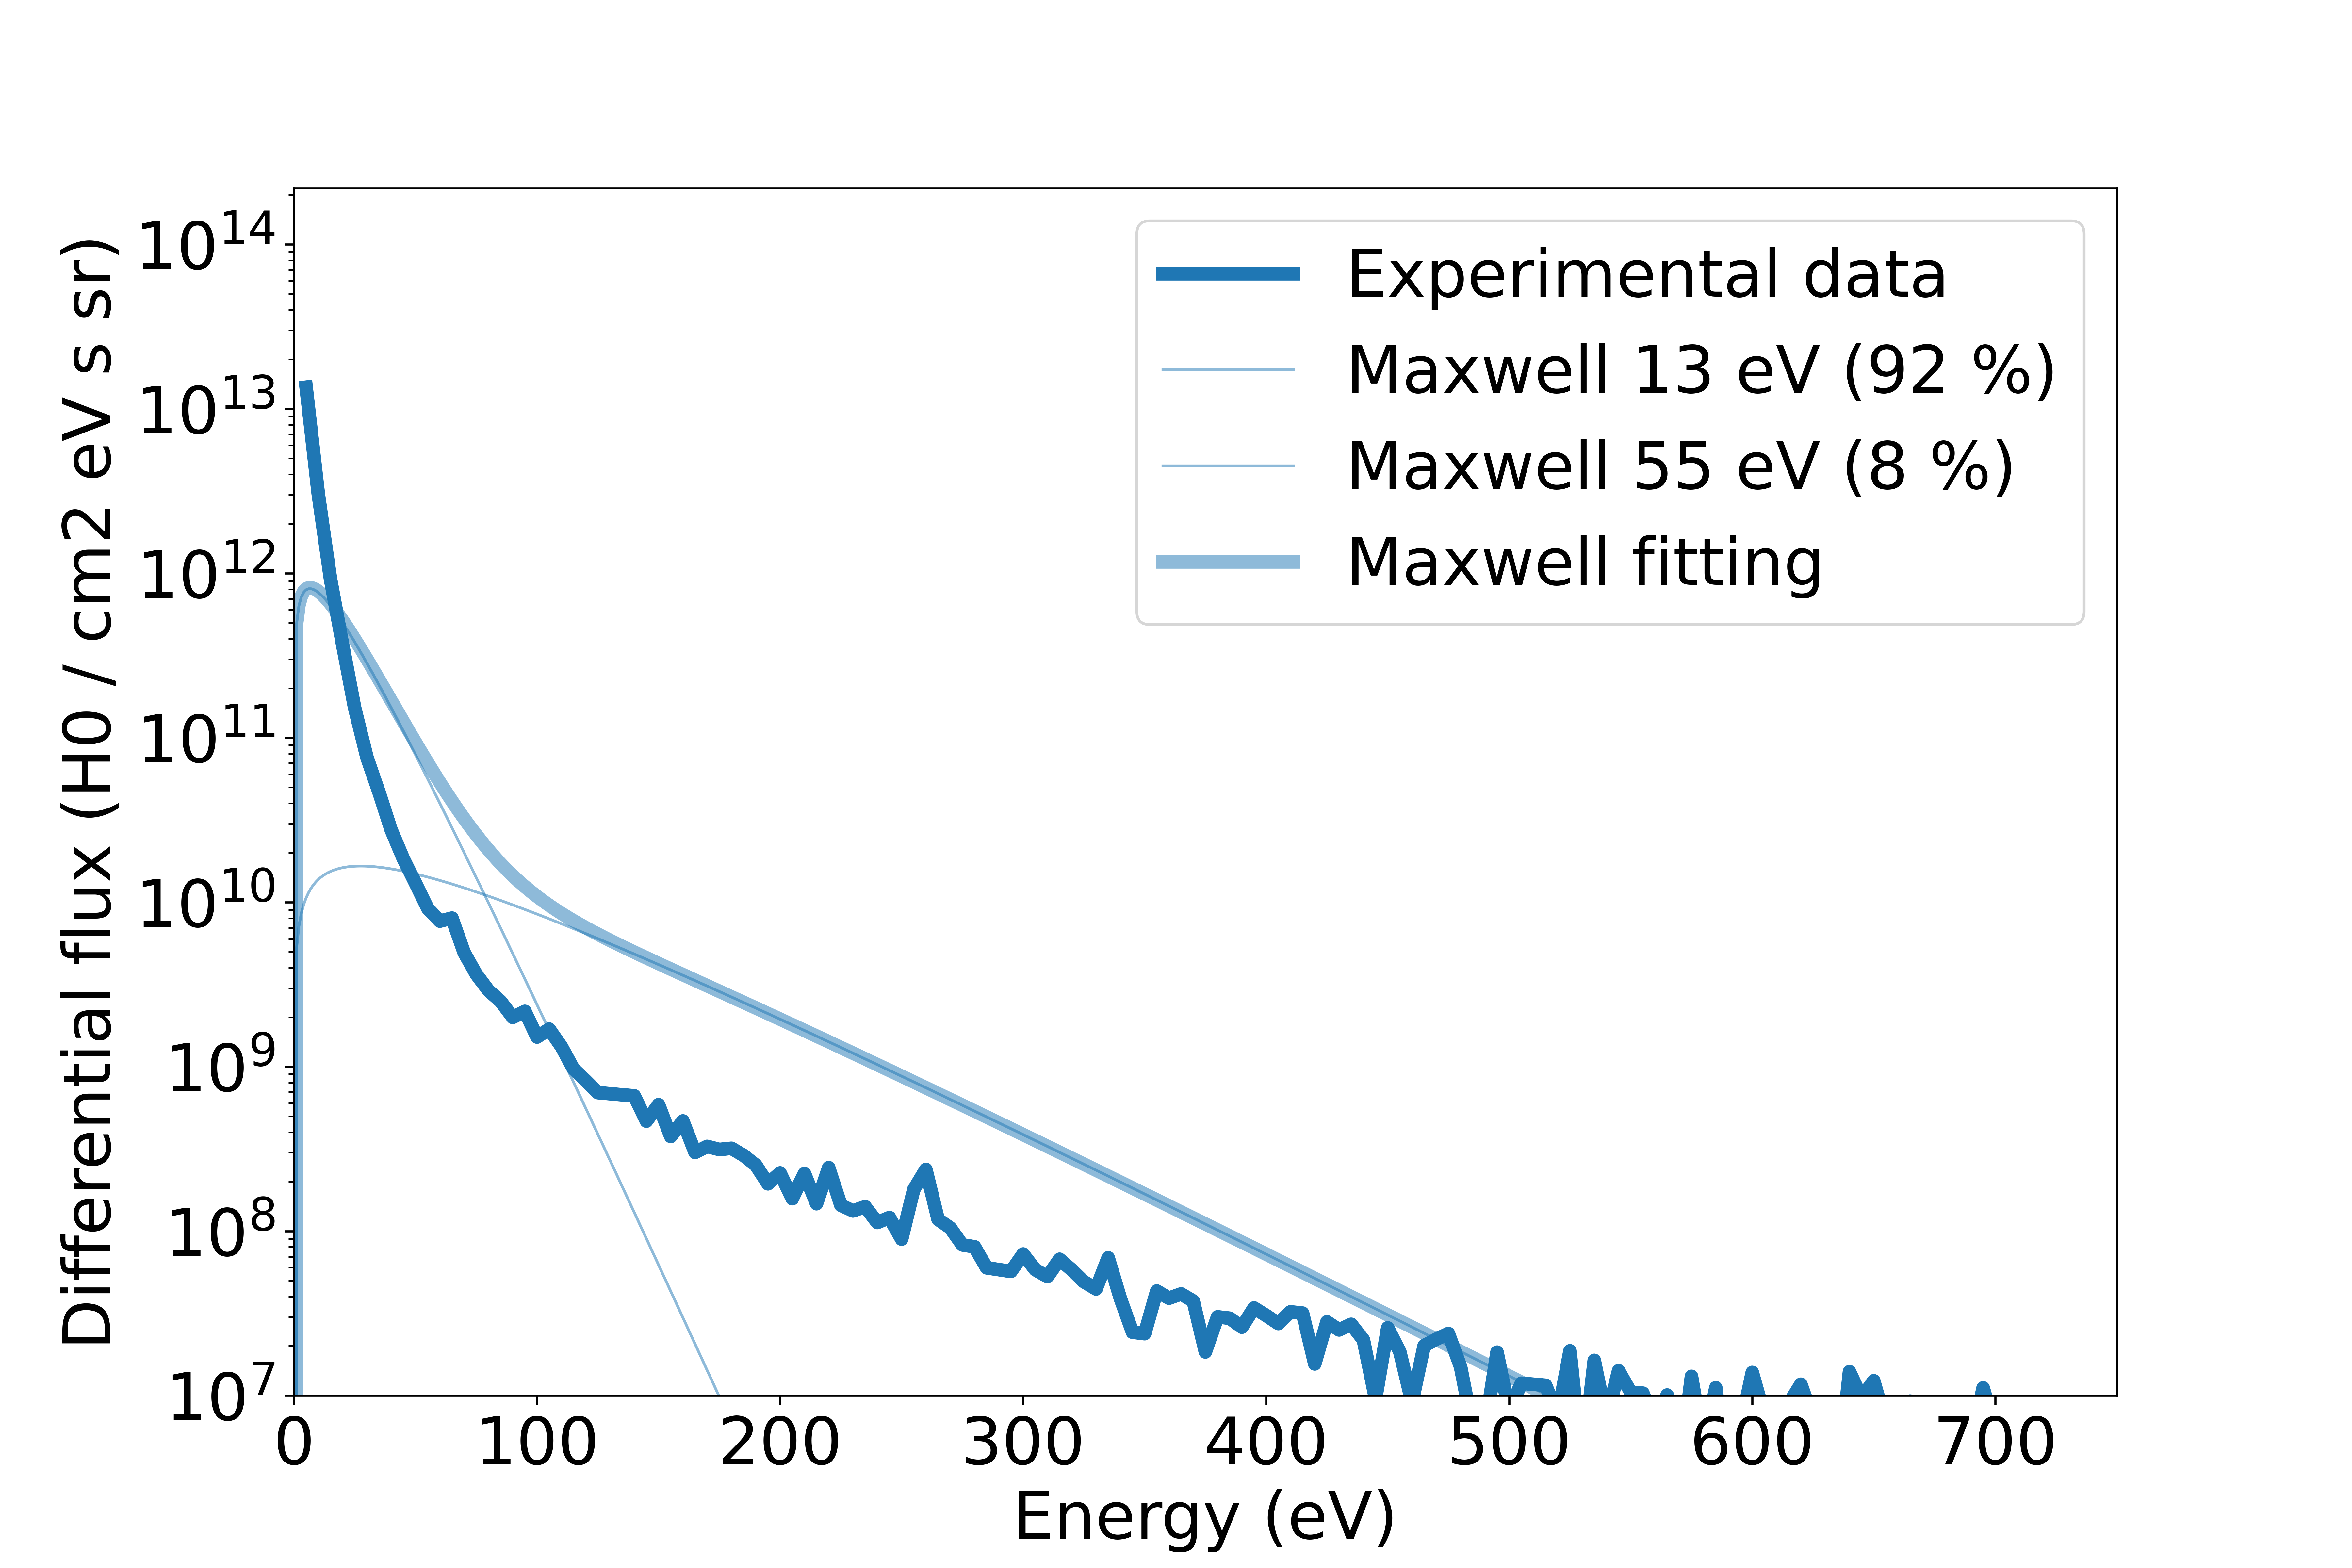 Experimental data
Maxwell 13 eV (92 %)
Maxwell 55 eV (8 %)
Maxwell fitting
Differential flux (H0 / cm2 eV s sr)
10^14
10^13
10^12
10^11
10^10
10^9
10^8
10^7
0 100 200 300 400 500 600 700
Energy (eV)